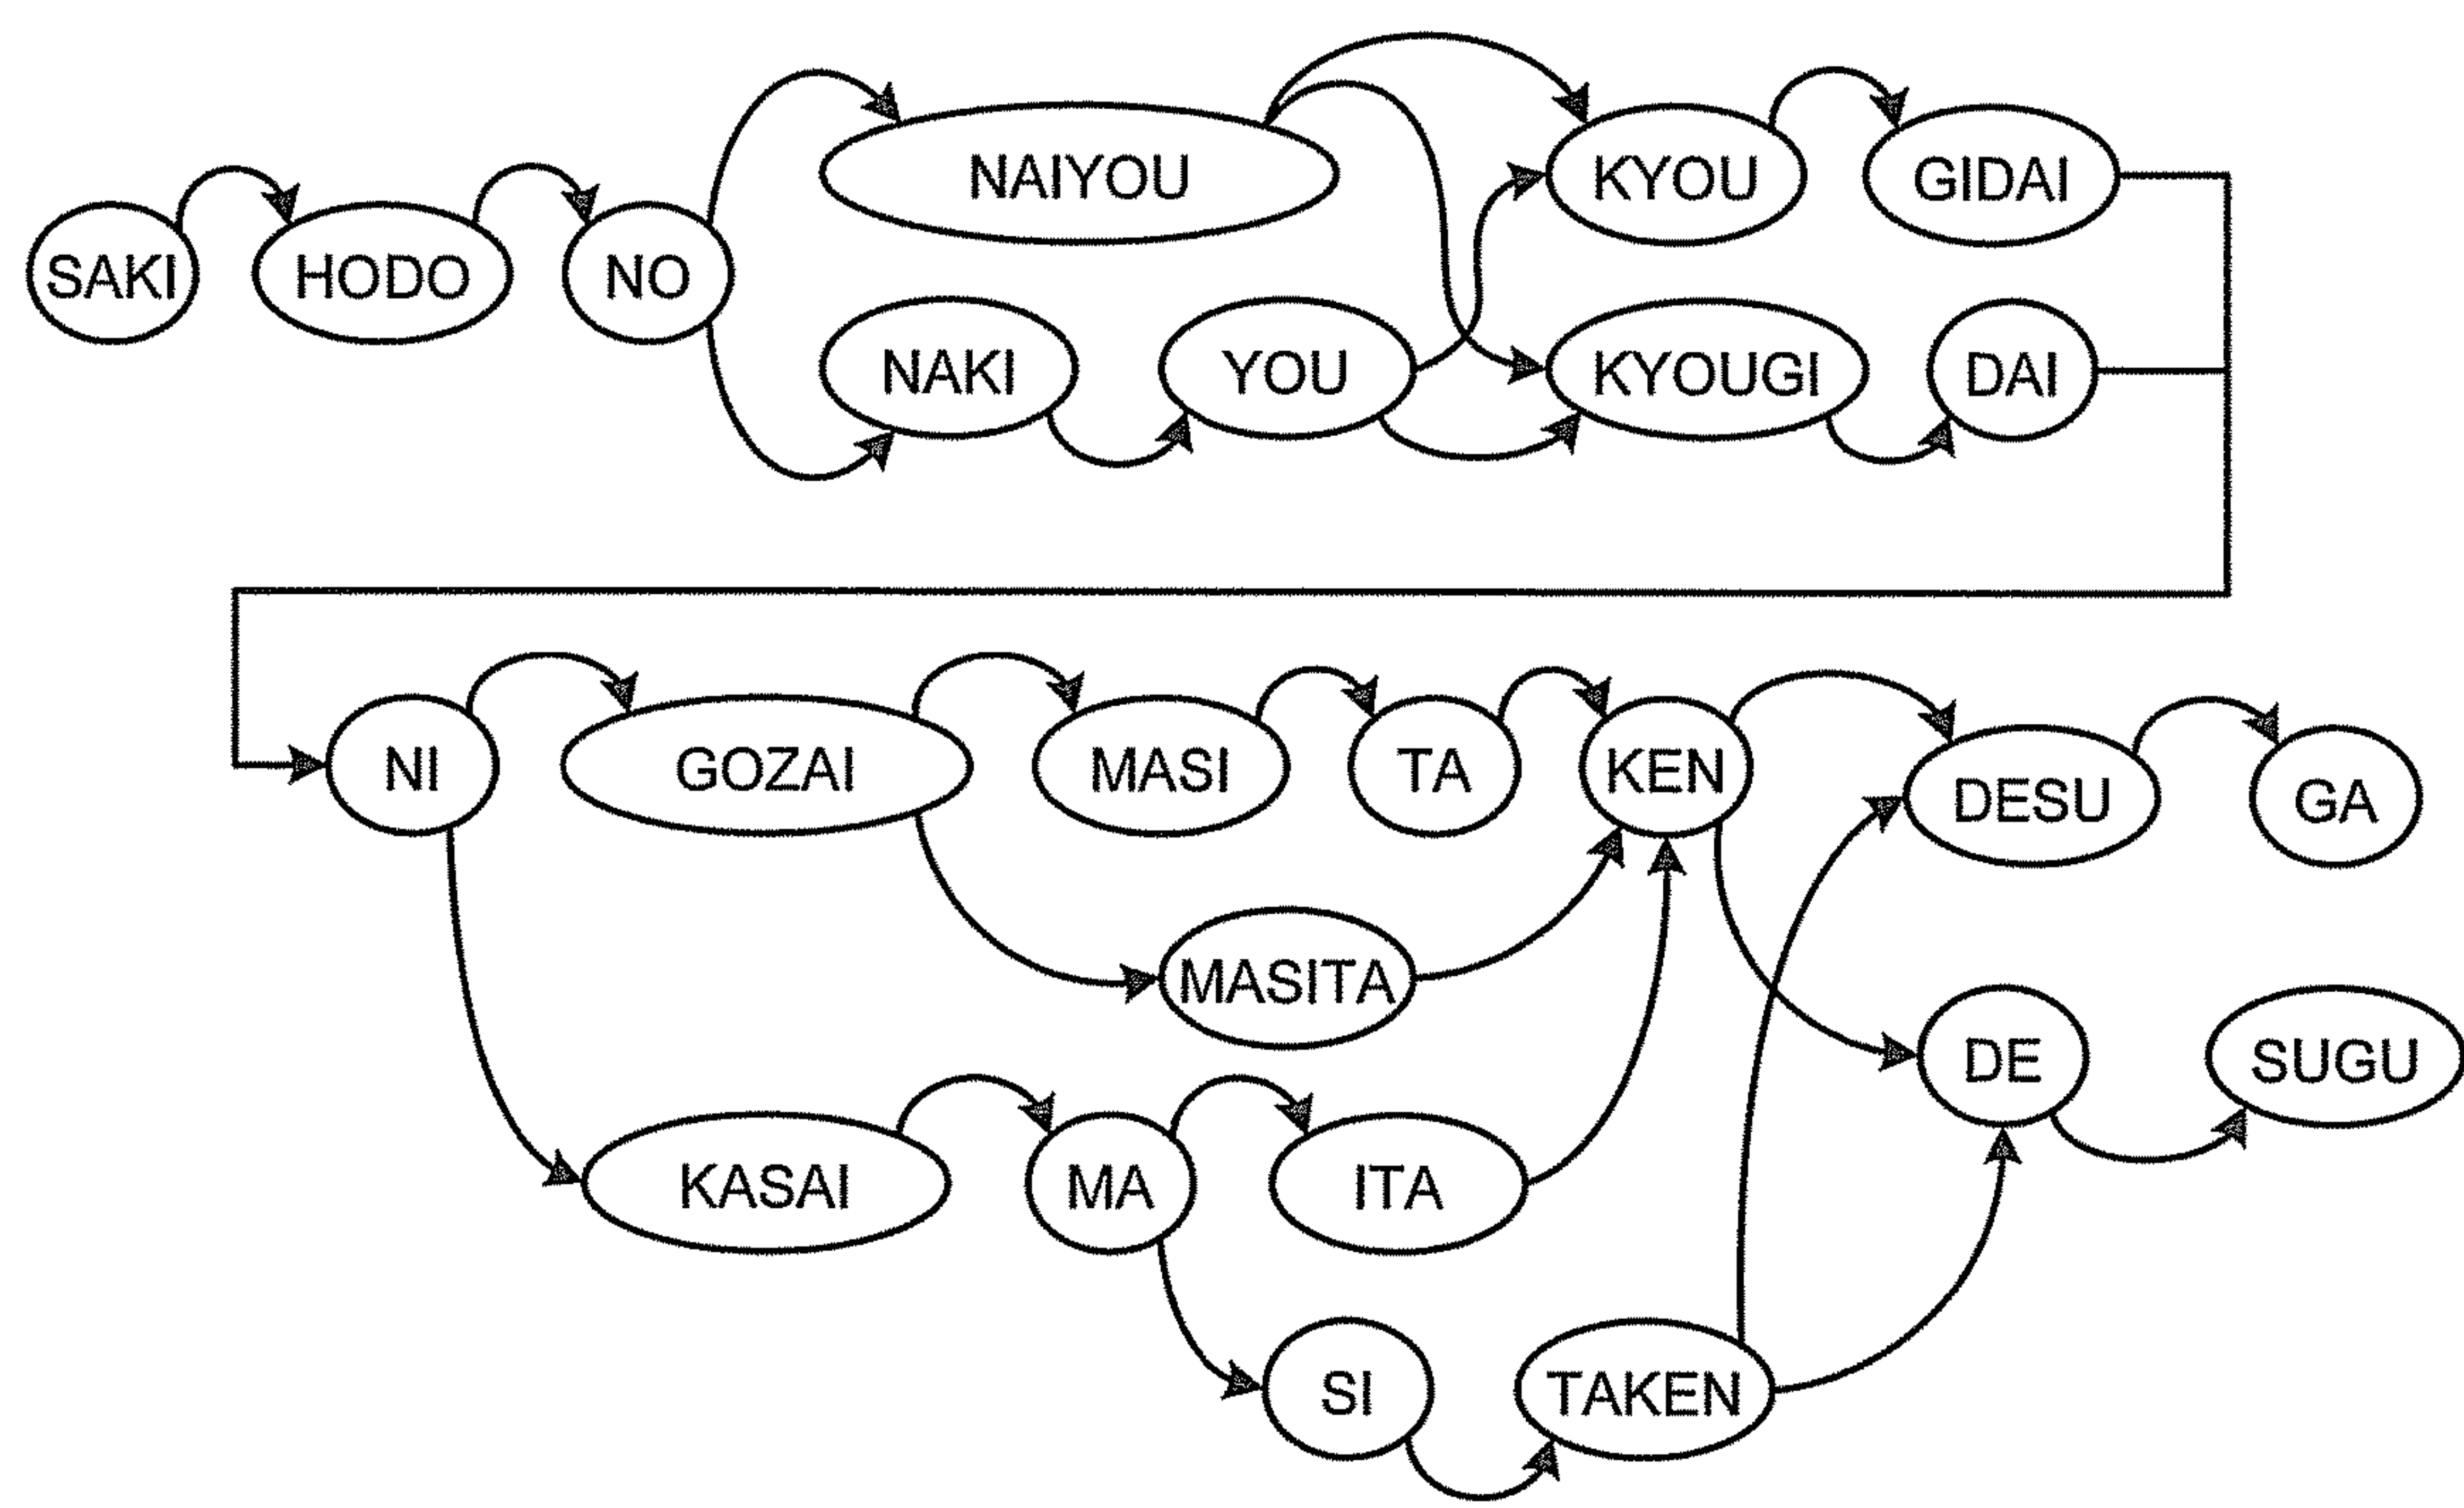 NAIYOU KYOU GIDAI
SAKI HODO NO
NAKI YOU KYOUGI DAI
NI GOZAI MASI TA KEN DESU GA
MASITA
DE SUGU
KASAI MA ITA
SI TAKEN